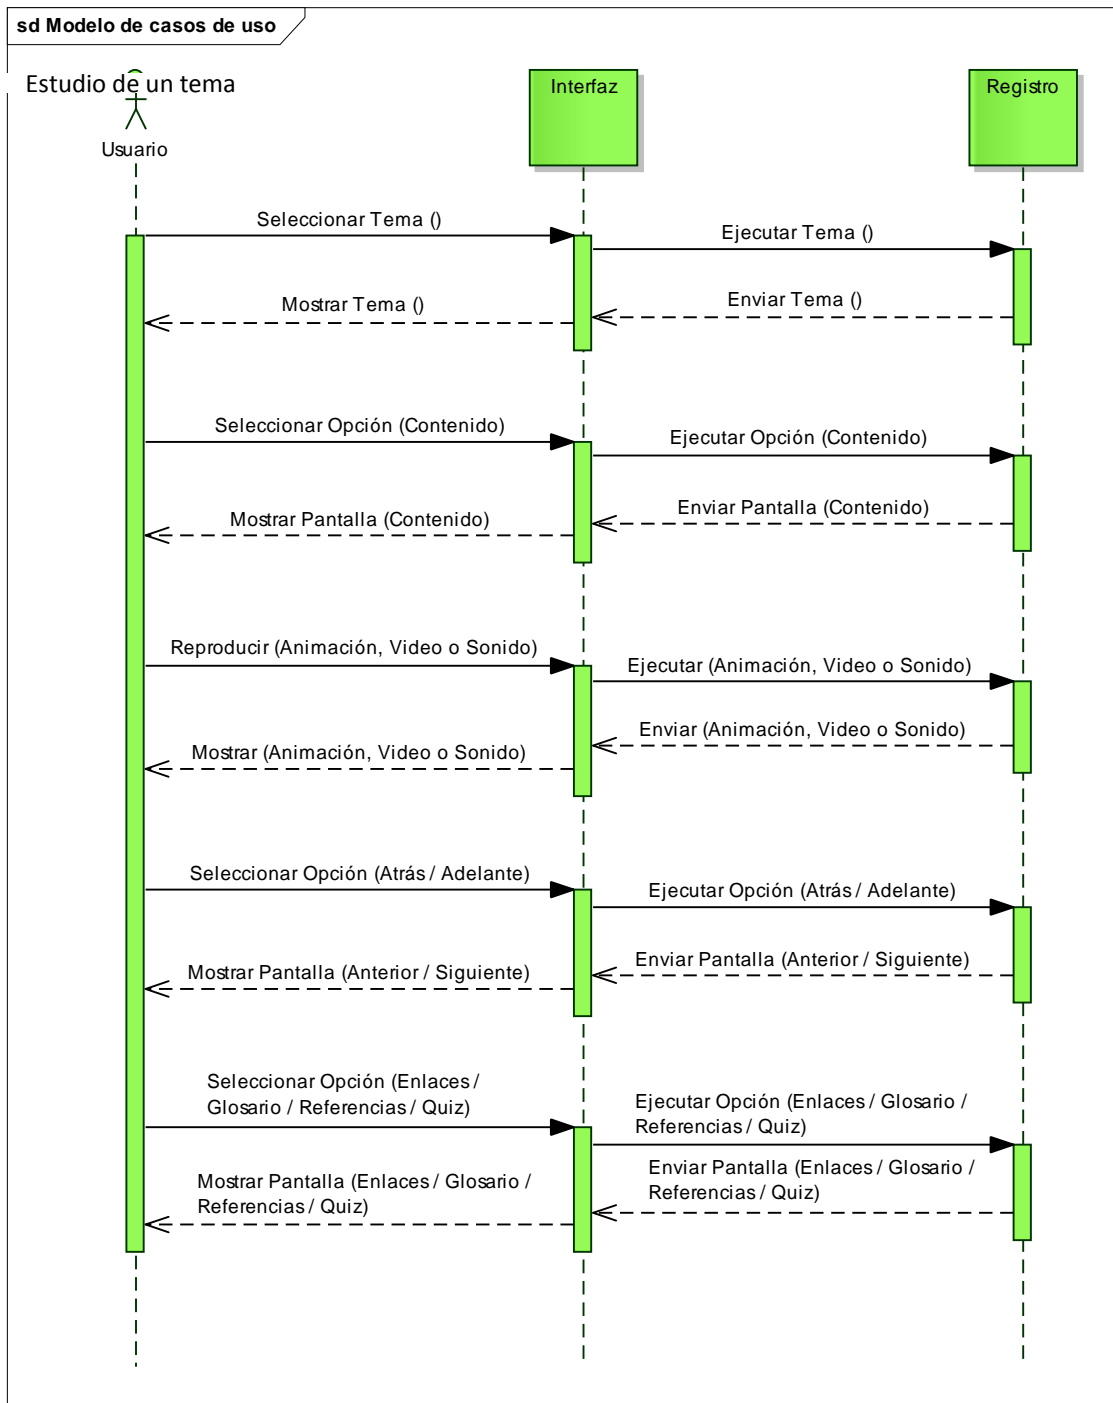 sd Modelo de casos de uso
Estudio de un tema
Usuario
Interfaz
Registro
Seleccionar Tema ()
Ejecutar Tema ()
Enviar Tema ()
Mostrar Tema ()
Seleccionar Opción (Contenido)
Ejecutar Opción (Contenido)
Enviar Pantalla (Contenido)
Mostrar Pantalla (Contenido)
Reproducir (Animación, Video o Sonido)
Ejecutar (Animación, Video o Sonido)
Enviar (Animación, Video o Sonido)
Mostrar (Animación, Video o Sonido)
Seleccionar Opción (Atrás / Adelante)
Ejecutar Opción (Atrás / Adelante)
Enviar Pantalla (Anterior / Siguiente)
Mostrar Pantalla (Anterior / Siguiente)
Seleccionar Opción (Enlaces /
Glosario / Referencias / Quiz)
Ejecutar Opción (Enlaces / Glosario /
Referencias / Quiz)
Enviar Pantalla (Enlaces / Glosario /
Referencias / Quiz)
Mostrar Pantalla (Enlaces / Glosario /
Referencias / Quiz)